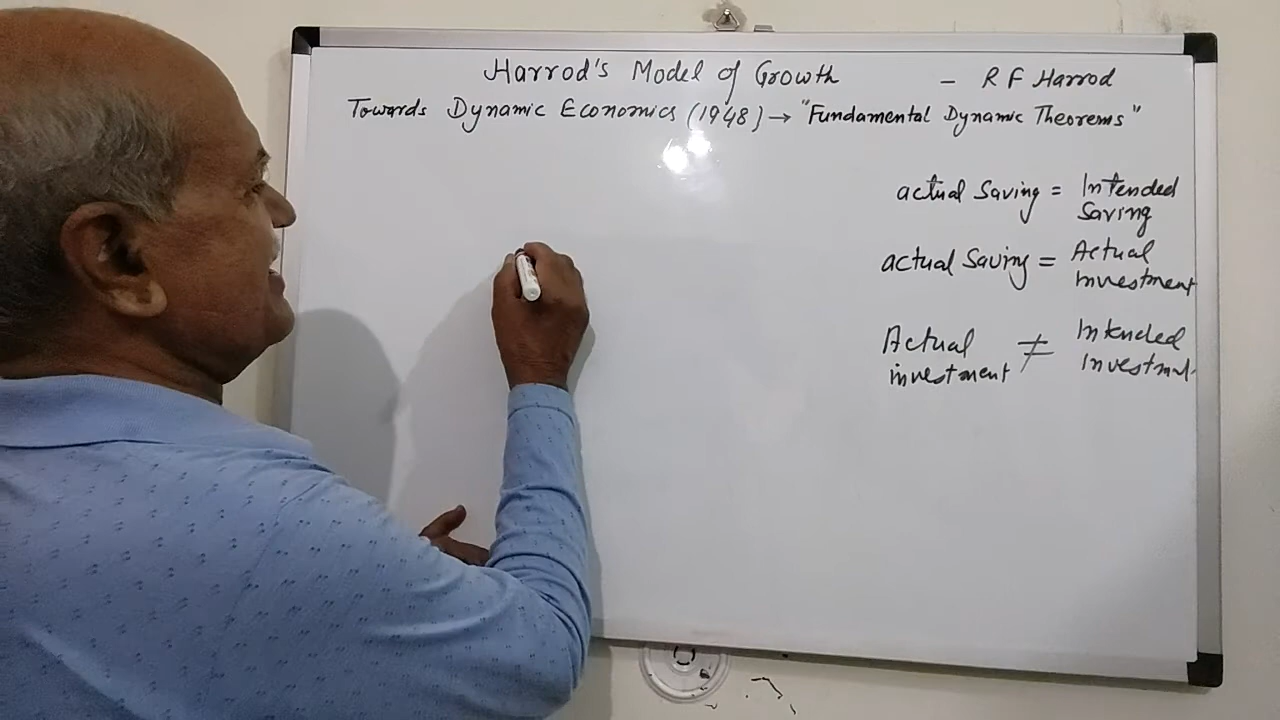 Harrod's Model of Growth - R F Harrod
Towards Dynamic Economics (1948) → "Fundamental Dynamic Theorems"
actual Saving = Intended
Saving
actual Saving = Actual
investment
Actual ≠ Intended
investment investmnt